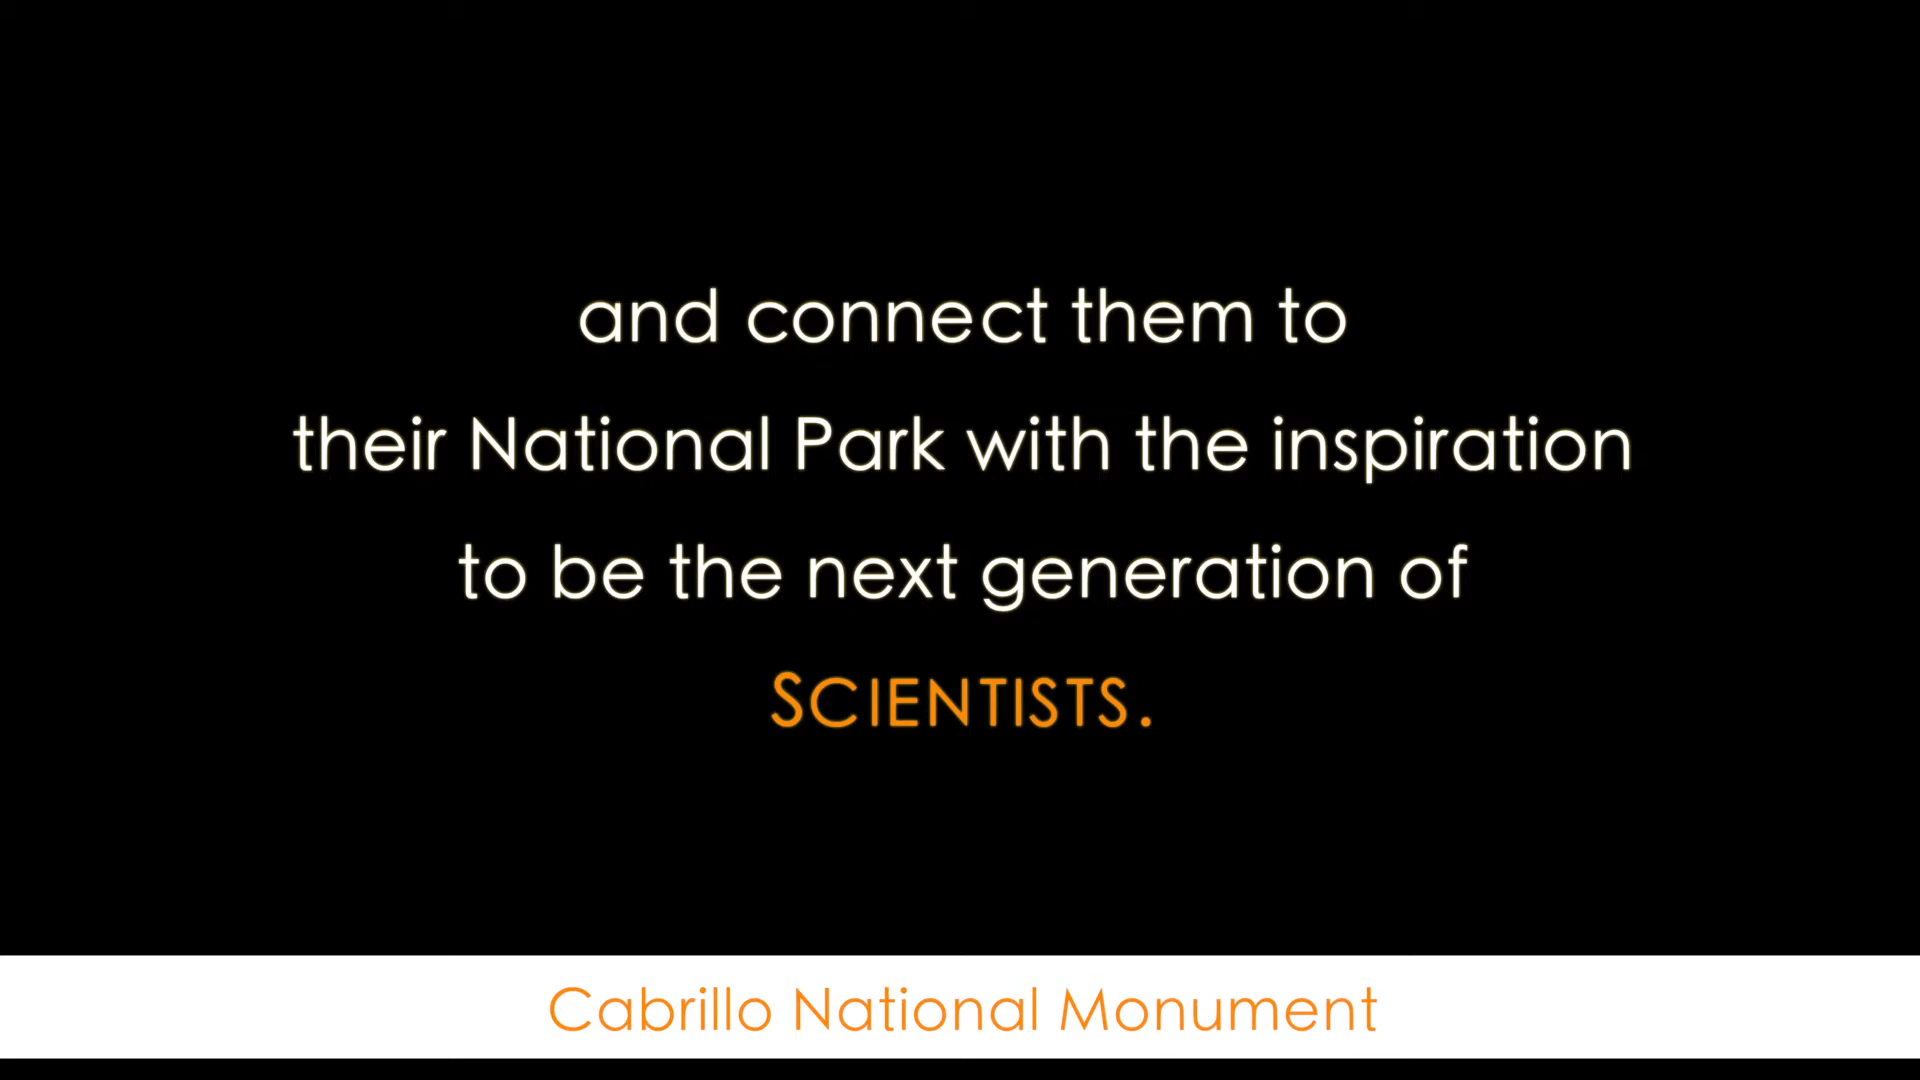 and connect them to
their National Park with the inspiration
to be the next generation of
SCIENTISTS.
Cabrillo National Monument